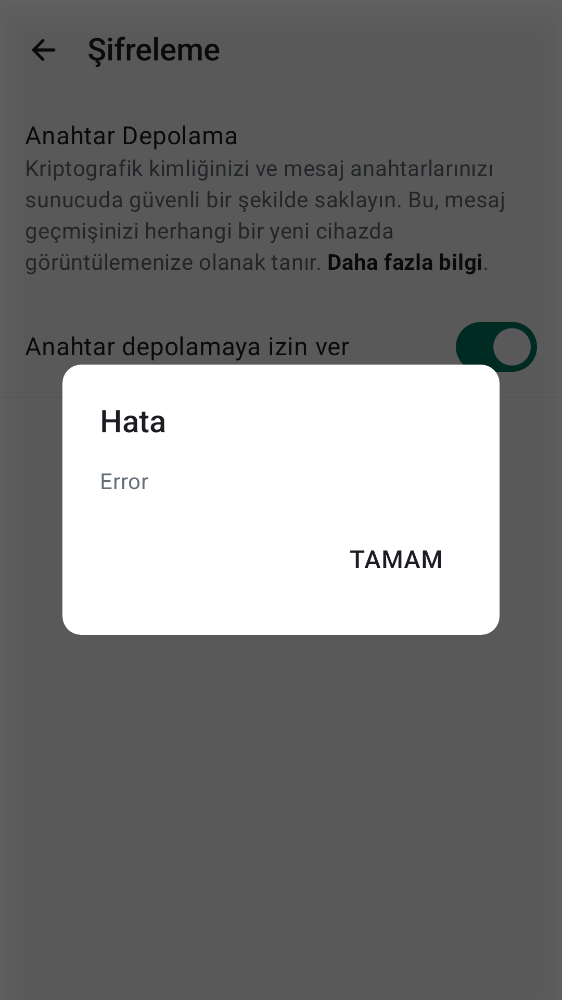 Şifreleme
Anahtar Depolama
Kriptografik kimliğinizi ve mesaj anahtarlarınızı
sunucuda güvenli bir şekilde saklayın. Bu, mesaj
geçmişinizi herhangi bir yeni cihazda
görüntülemenize olanak tanır. Daha fazla bilgi.
Anahtar depolamaya izin ver
Hata
Error
TAMAM